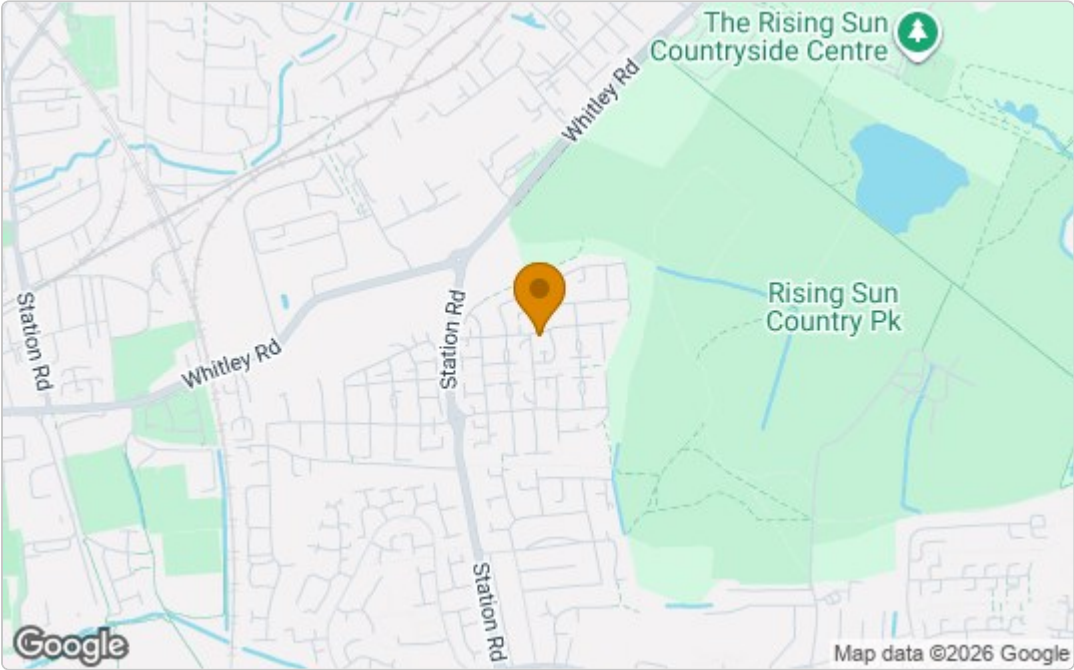 The Rising Sun
Countryside Centre
Whitley Rd
Rising Sun
Country Pk
Station Rd
Station Rd
Whitley Rd
Station Rd
Google
Map data ©2026 Google